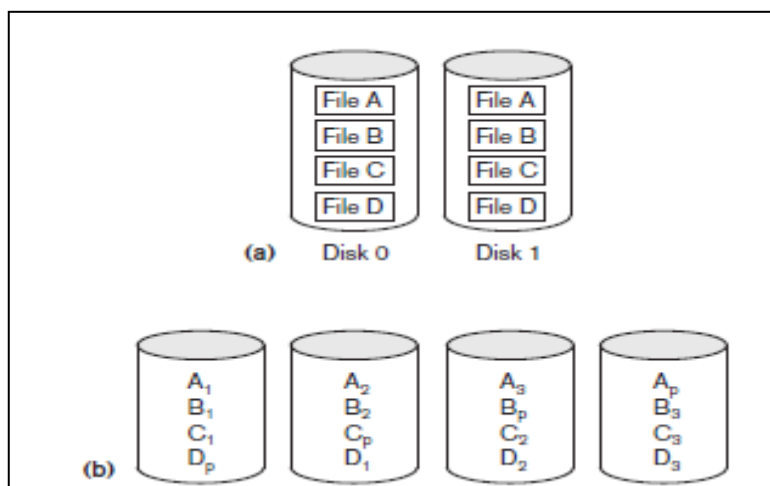 File A File A
File B File B
File C File C
File D File D
(a) Disk 0 Disk 1
A₁ A₂ A₃ Aₚ
B₁ B₂ Bₚ B₃
C₁ Cₚ C₂ C₃
(b) Dₚ D₁ D₂ D₃